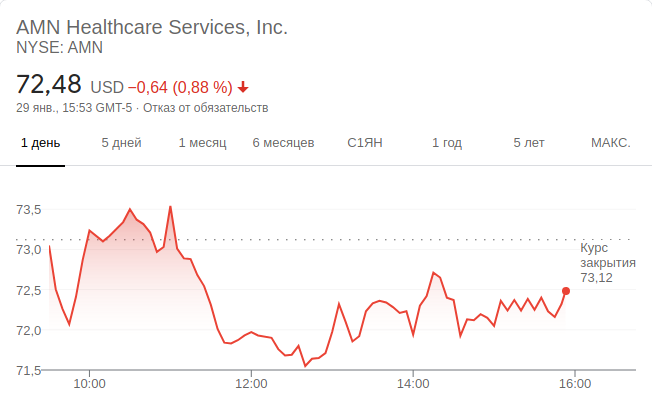 AMN Healthcare Services, Inc.
NYSE: AMN
72,48 USD −0,64 (0,88 %)
29 янв., 15:53 GMT-5 · Отказ от обязательств
1 день 5 дней 1 месяц 6 месяцев С1ЯН 1 год 5 лет МАКС.
73,5
73,0
Курс
закрытия
73,12
72,5
72,0
71,5
10:00 12:00 14:00 16:00